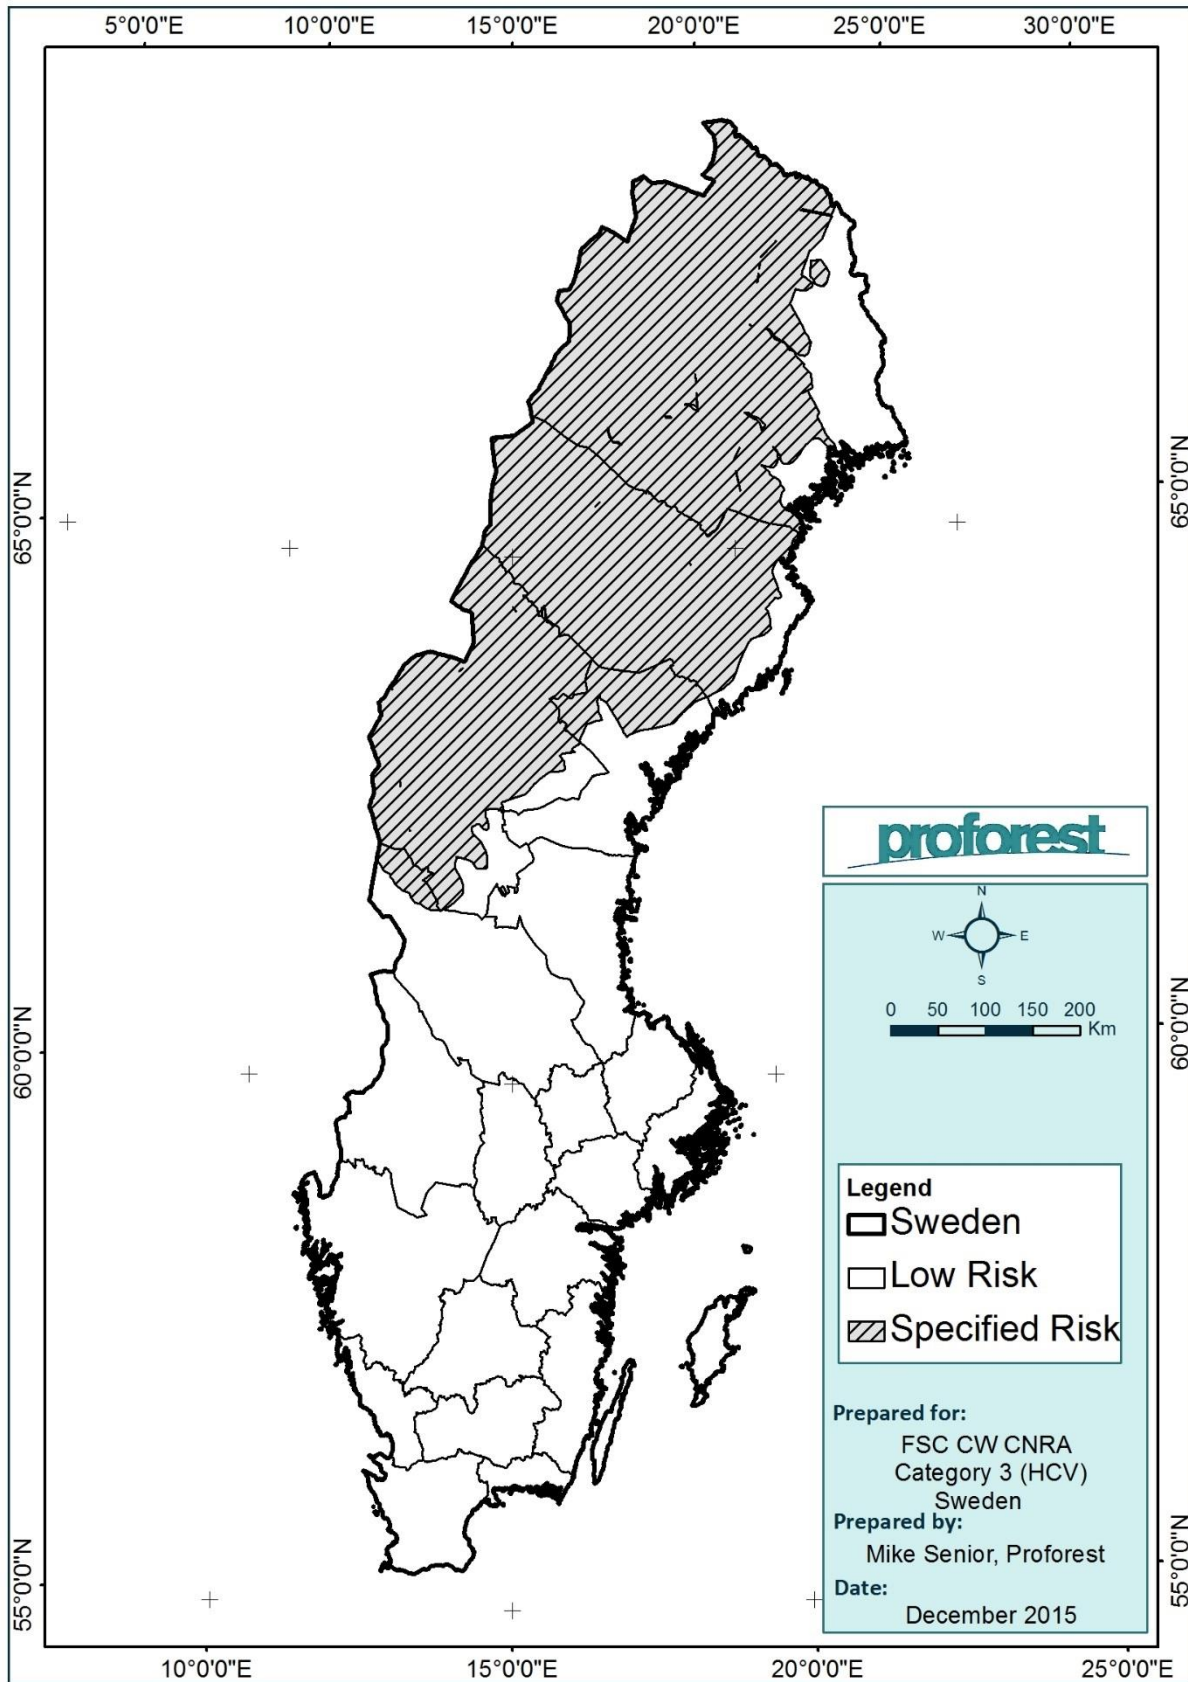 5°0'0"E 10°0'0"E 15°0'0"E 20°0'0"E 25°0'0"E 30°0'0"E
65°0'0"N
65°0'0"N
proforest
N
W E
S
0 50 100 150 200
Km
60°0'0"N
60°0'0"N
Legend
Sweden
Low Risk
Specified Risk
Prepared for:
FSC CW CNRA
Category 3 (HCV)
Sweden
Prepared by:
Mike Senior, Proforest
Date:
December 2015
55°0'0"N
55°0'0"N
10°0'0"E 15°0'0"E 20°0'0"E 25°0'0"E